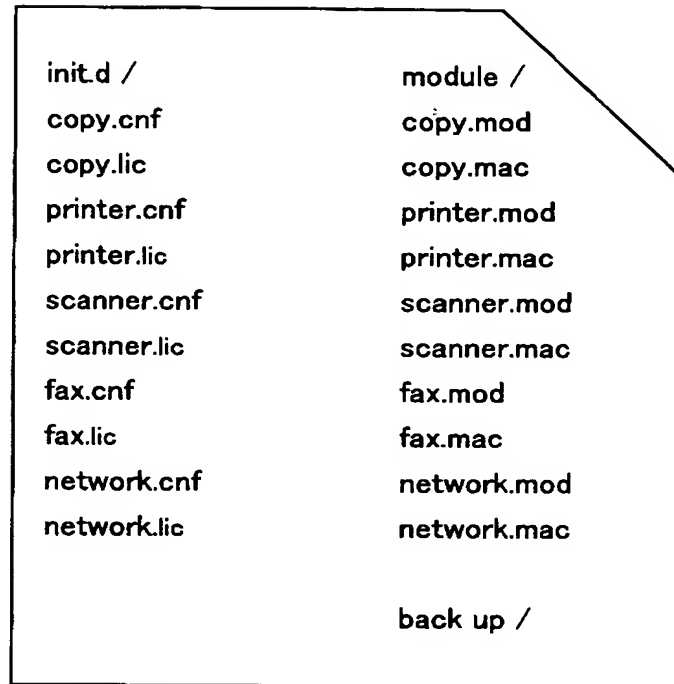 init.d /
copy.cnf
copy.lic
printer.cnf
printer.lic
scanner.cnf
scanner.lic
fax.cnf
fax.lic
network.cnf
network.lic
module /
copy.mod
copy.mac
printer.mod
printer.mac
scanner.mod
scanner.mac
fax.mod
fax.mac
network.mod
network.mac
back up /